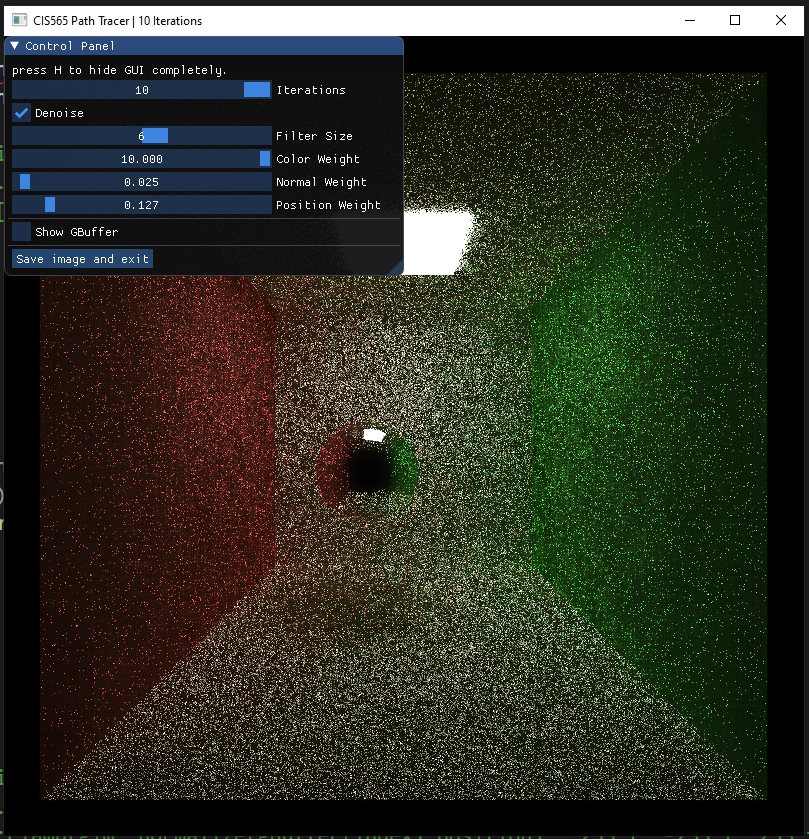 CIS565 Path Tracer | 10 Iterations
Control Panel
press H to hide GUI completely.
10 Iterations
Denoise
6 Filter Size
10.000 Color Weight
0.025 Normal Weight
0.127 Position Weight
Show GBuffer
Save image and exit